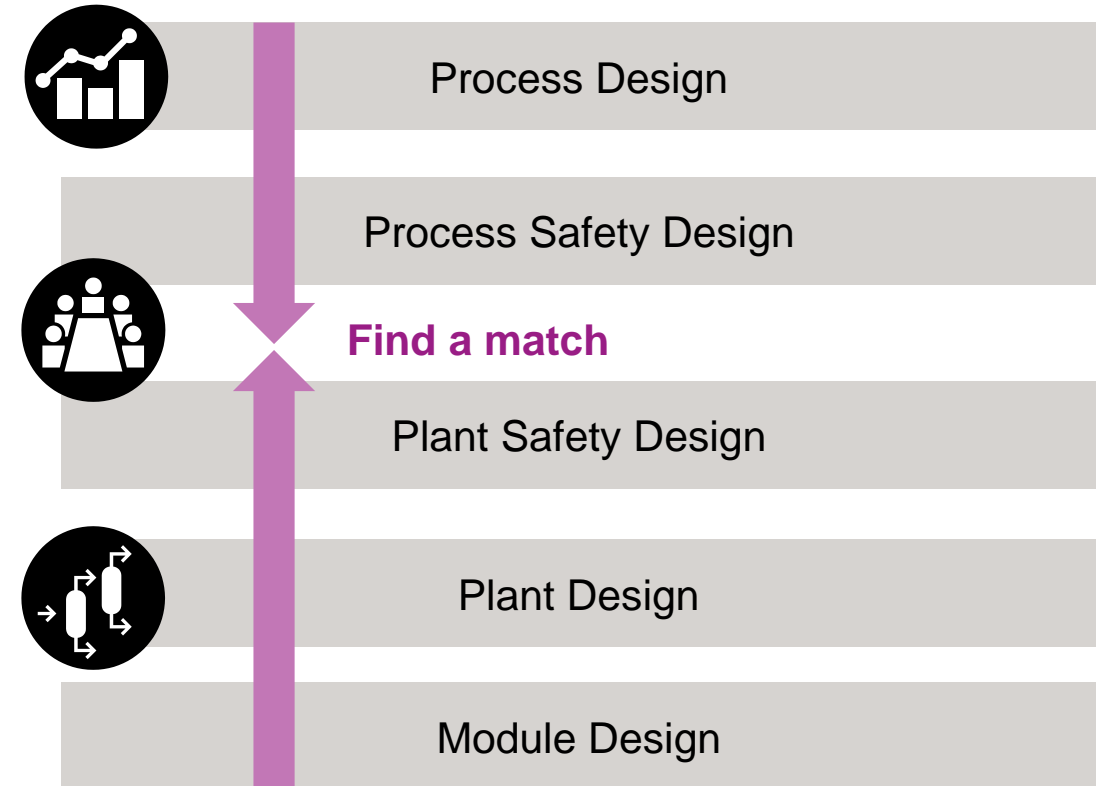 Process Design
Process Safety Design
Find a match
Plant Safety Design
Plant Design
Module Design